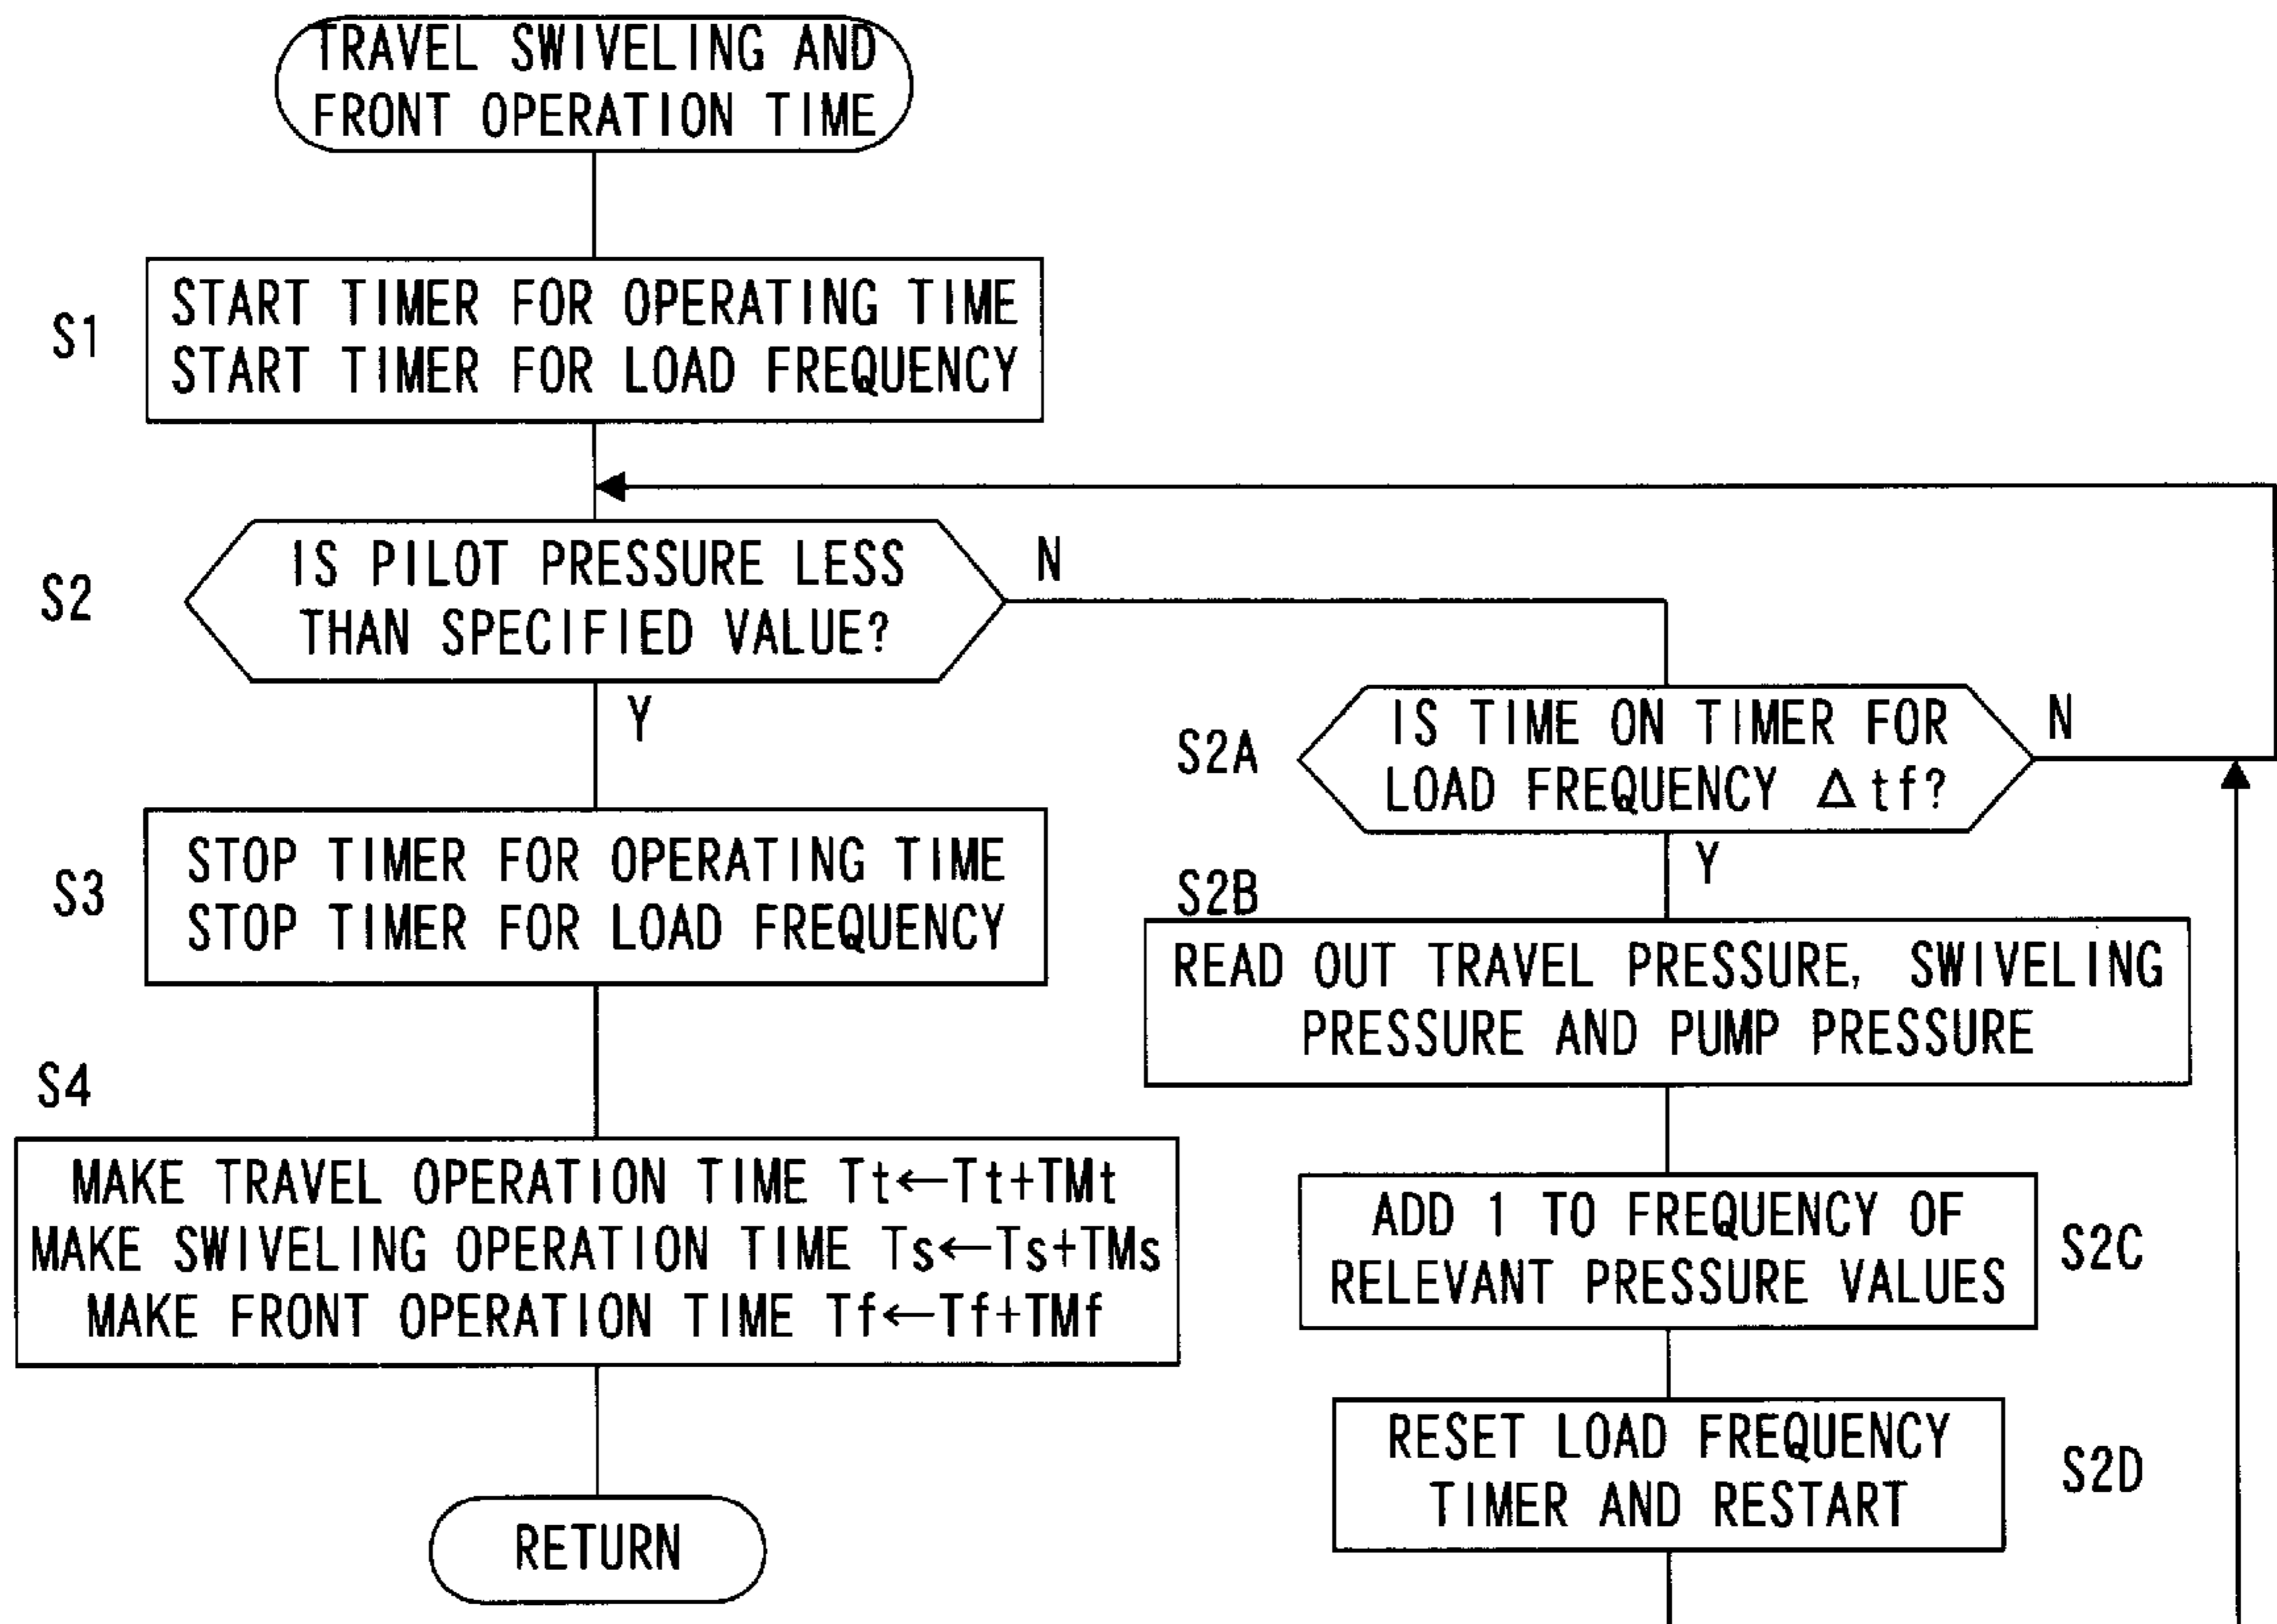 TRAVEL SWIVELING AND
FRONT OPERATION TIME
S1
START TIMER FOR OPERATING TIME
START TIMER FOR LOAD FREQUENCY
S2
IS PILOT PRESSURE LESS
THAN SPECIFIED VALUE?
N
Y
S2A
IS TIME ON TIMER FOR
LOAD FREQUENCY Δtf?
N
Y
S3
STOP TIMER FOR OPERATING TIME
STOP TIMER FOR LOAD FREQUENCY
S2B
READ OUT TRAVEL PRESSURE, SWIVELING
PRESSURE AND PUMP PRESSURE
S4
MAKE TRAVEL OPERATION TIME Tt←Tt+TMt
MAKE SWIVELING OPERATION TIME Ts←Ts+TMs
MAKE FRONT OPERATION TIME Tf←Tf+TMf
ADD 1 TO FREQUENCY OF
RELEVANT PRESSURE VALUES
S2C
RESET LOAD FREQUENCY
TIMER AND RESTART
S2D
RETURN